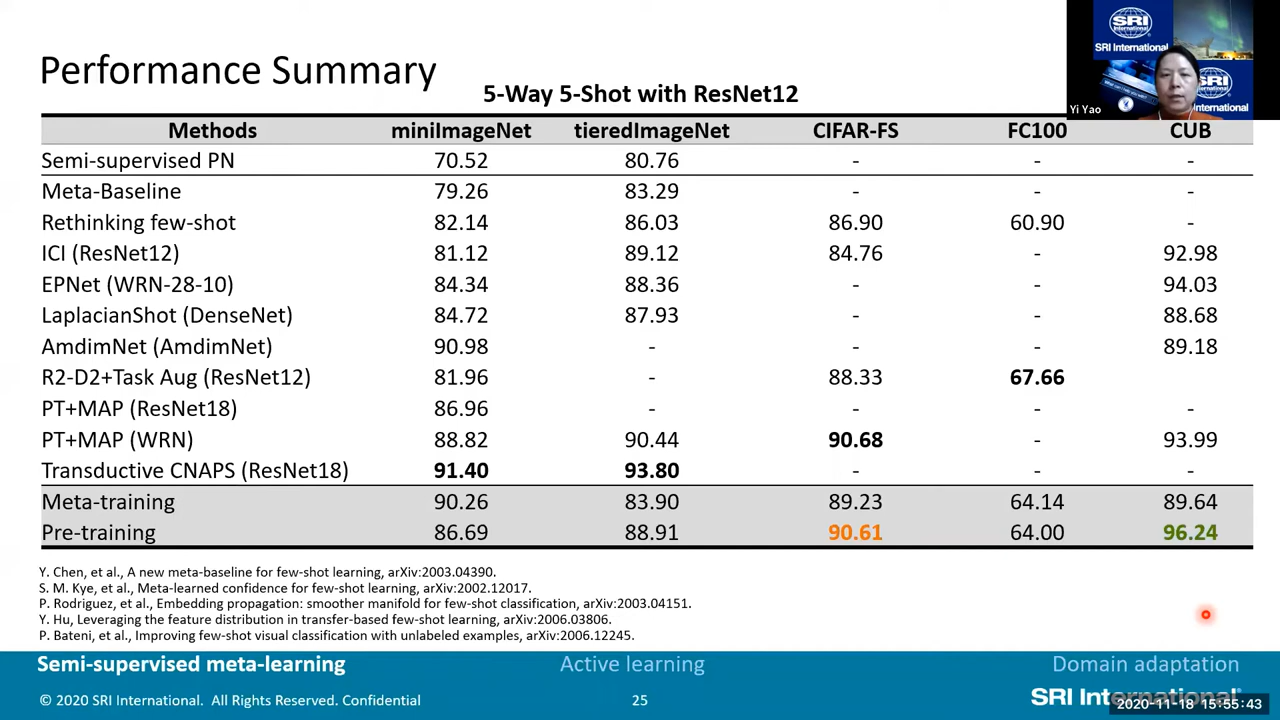 Performance Summary
5-Way 5-Shot with ResNet12
SRI International
International
Yi Yao
Methods miniImageNet tieredImageNet CIFAR-FS FC100 CUB
Semi-supervised PN 70.52 80.76 - - -
Meta-Baseline 79.26 83.29 - - -
Rethinking few-shot 82.14 86.03 86.90 60.90 -
ICI (ResNet12) 81.12 89.12 84.76 - 92.98
EPNet (WRN-28-10) 84.34 88.36 - - 94.03
LaplacianShot (DenseNet) 84.72 87.93 - - 88.68
AmdimNet (AmdimNet) 90.98 - - - 89.18
R2-D2+Task Aug (ResNet12) 81.96 - 88.33 67.66
PT+MAP (ResNet18) 86.96 - - - -
PT+MAP (WRN) 88.82 90.44 90.68 - 93.99
Transductive CNAPS (ResNet18) 91.40 93.80 - - -
Meta-training 90.26 83.90 89.23 64.14 89.64
Pre-training 86.69 88.91 90.61 64.00 96.24
Y. Chen, et al., A new meta-baseline for few-shot learning, arXiv:2003.04390.
S. M. Kye, et al., Meta-learned confidence for few-shot learning, arXiv:2002.12017.
P. Rodriguez, et al., Embedding propagation: smoother manifold for few-shot classification, arXiv:2003.04151.
Y. Hu, Leveraging the feature distribution in transfer-based few-shot learning, arXiv:2006.03806.
P. Bateni, et al., Improving few-shot visual classification with unlabeled examples, arXiv:2006.12245.
Semi-supervised meta-learning Active learning Domain adaptation
© 2020 SRI International. All Rights Reserved. Confidential 25 SRI International
2020-11-18 15:55:43